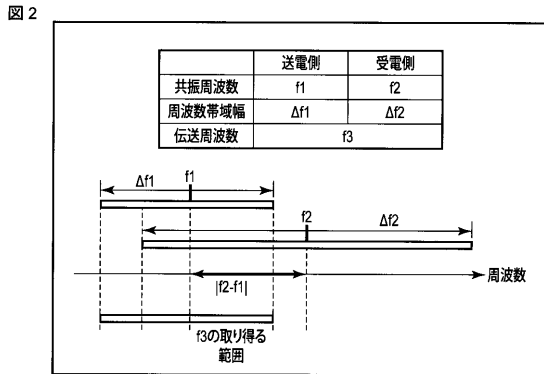 図2
送電側 受電側
共振周波数 f1 f2
周波数帯域幅 Δf1 Δf2
伝送周波数 f3
Δf1 f1
f2 Δf2
周波数
|f2-f1|
f3の取り得る
範囲